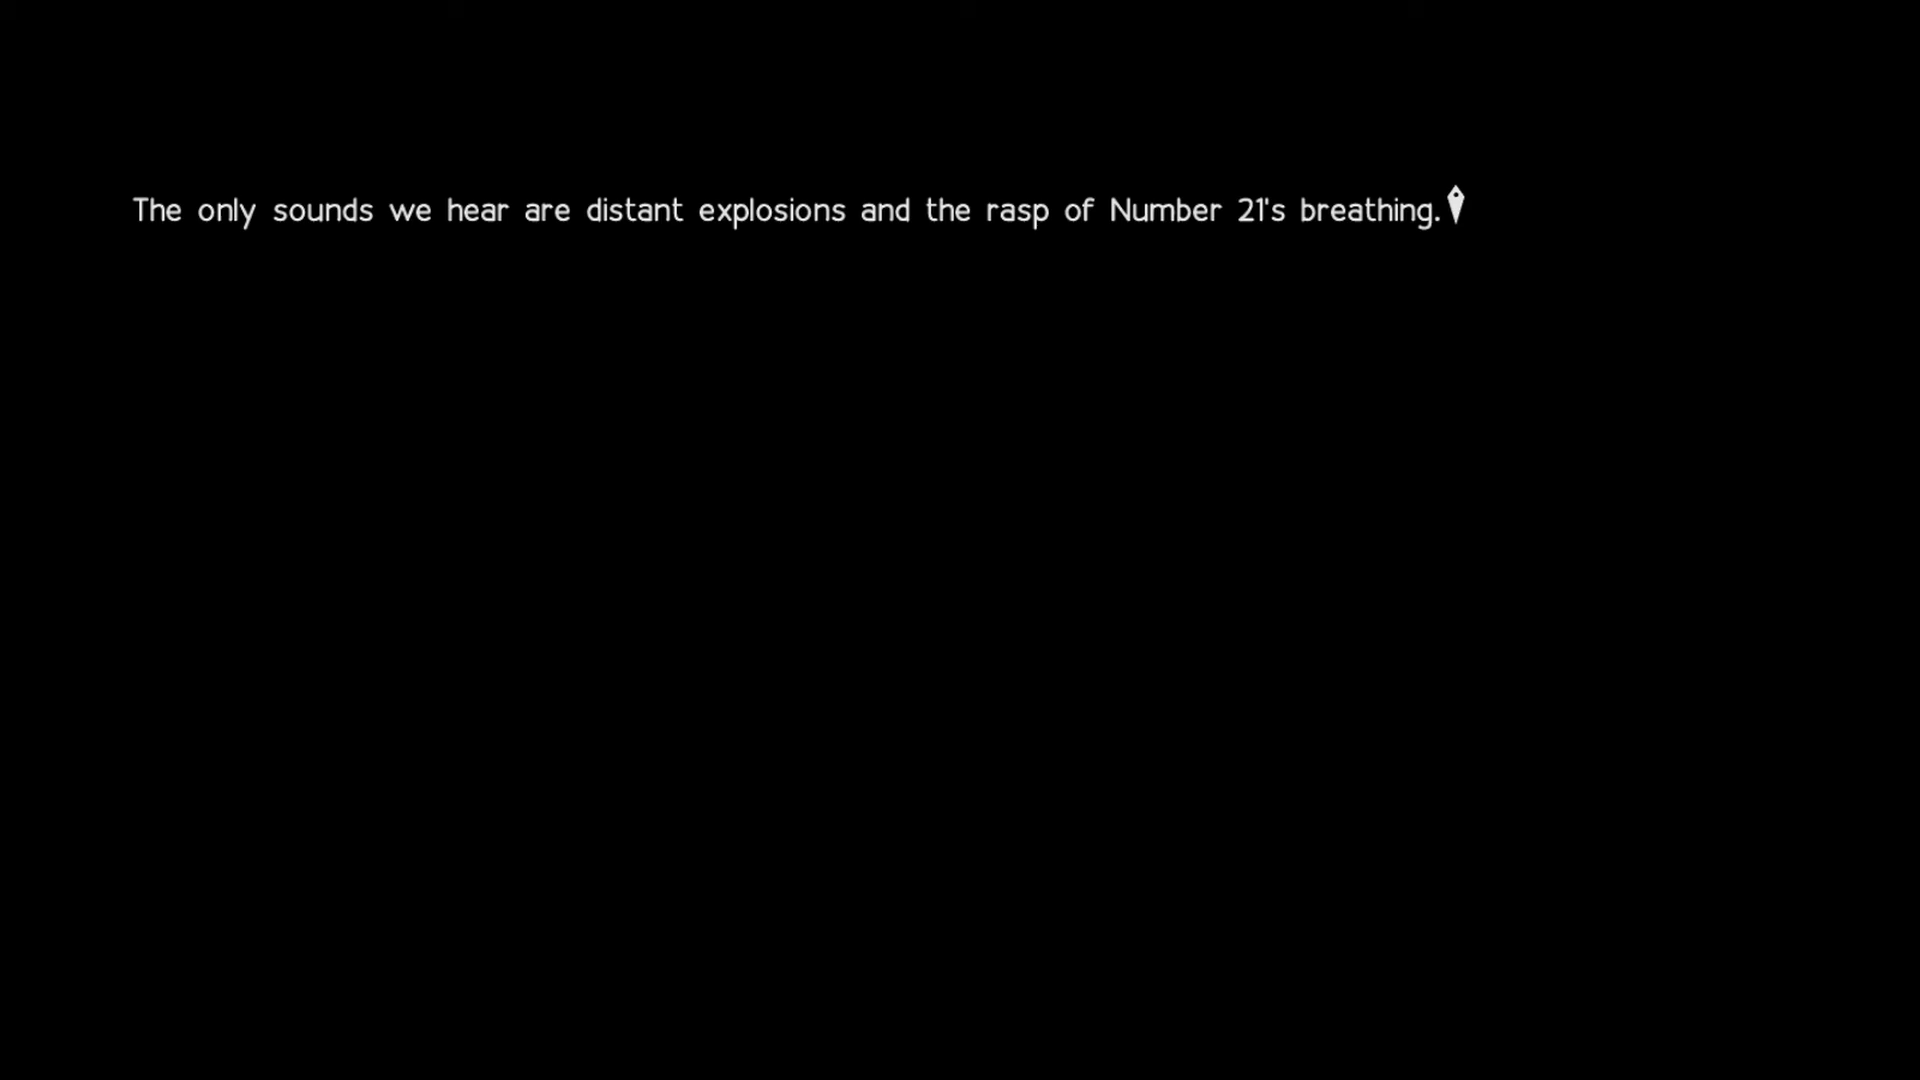 The only sounds we hear are distant explosions and the rasp of Number 21's breathing.